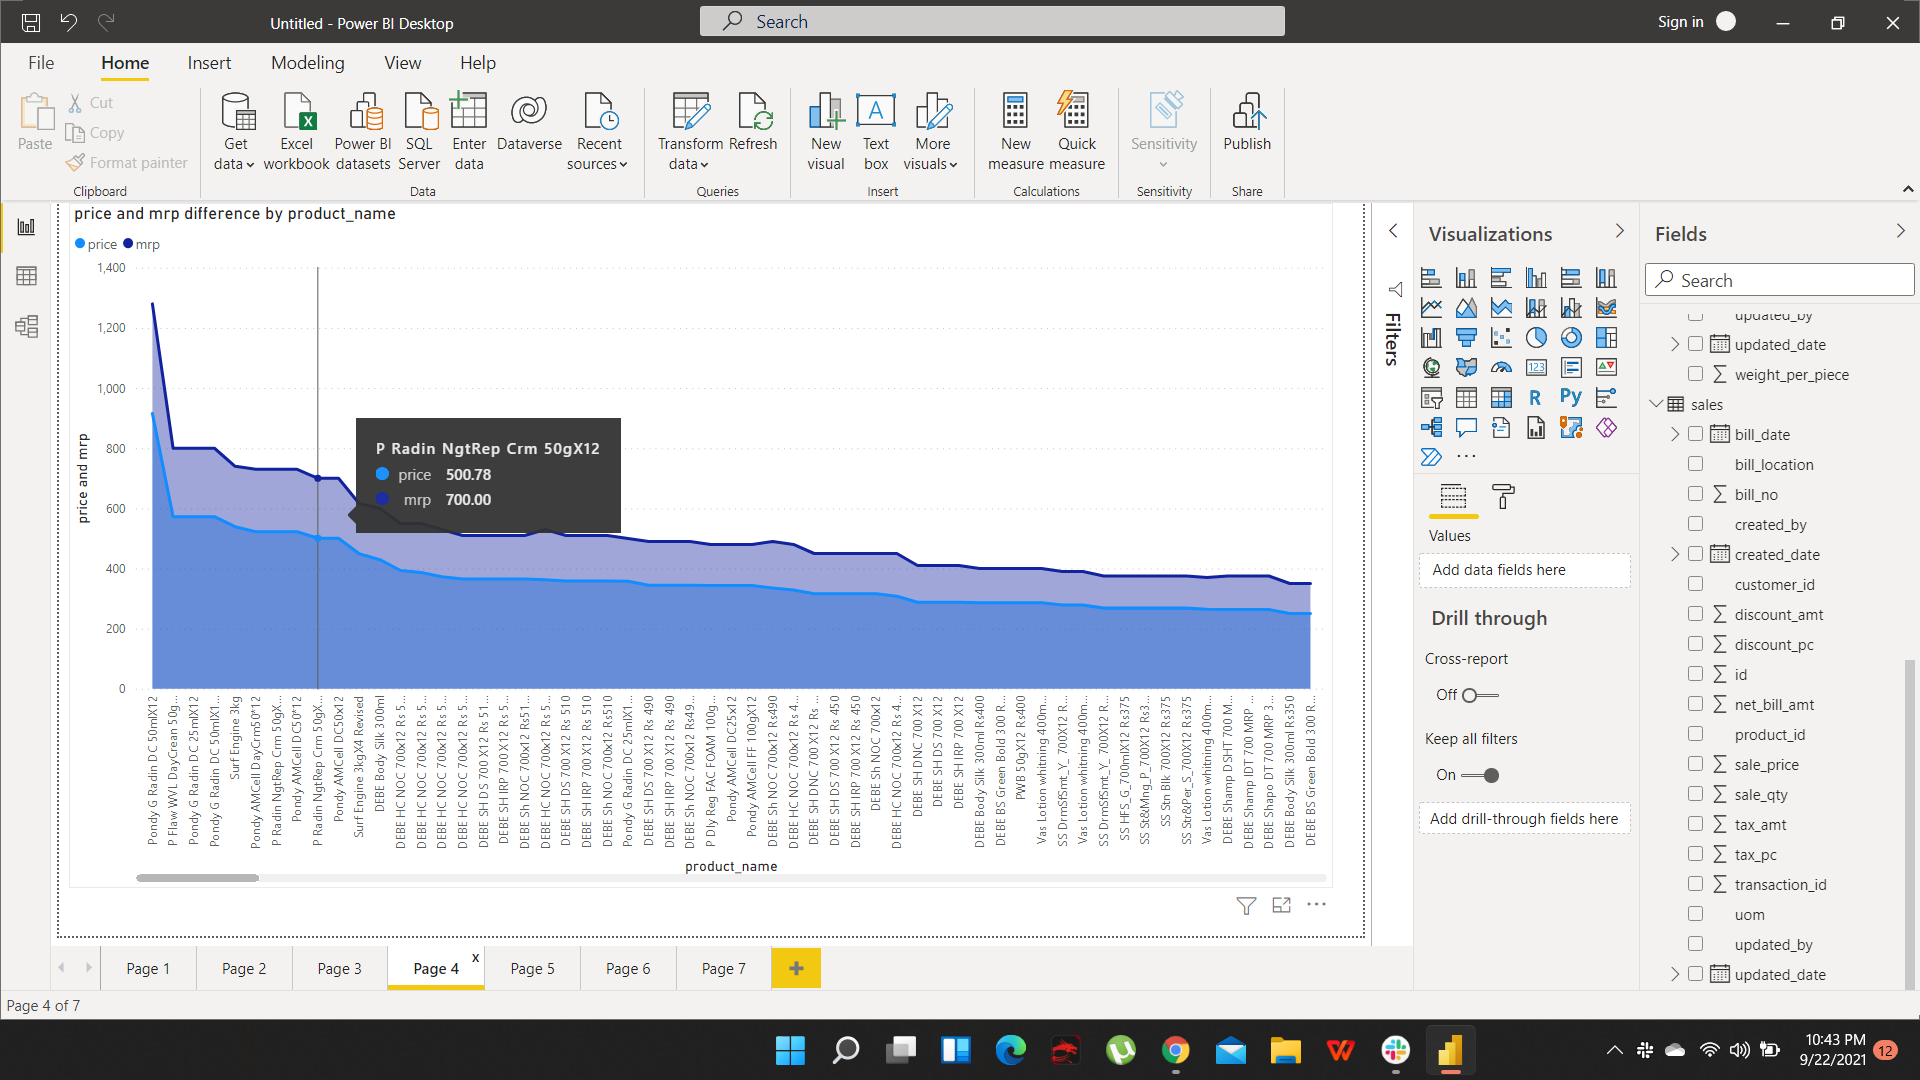 Untitled - Power BI Desktop
Search
Sign in
File
Home
Insert
Modeling
View
Help
Paste
Cut
Copy
Format painter
Clipboard
Get data
Excel workbook
Power BI datasets
SQL Server
Enter data
Dataverse
Recent sources
Data
Transform data
Refresh
Queries
New visual
Text box
More visuals
Insert
New measure
Quick measure
Calculations
Sensitivity
Sensitivity
Publish
Share
price and mrp difference by product_name
price mrp
1,400
1,200
1,000
800
600
400
200
0
price and mrp
P Radin NgtRep Crm 50gX12
price 500.78
mrp 700.00
Pondy G Radin DC 50mlX12
P Flaw WVL DayCrean 50g...
Pondy G Radin DC 25mlX12
Pondy G Radin DC 50mlX1...
Surf Engine 3kg
Pondy AMCell DayCrm50*12
P Radin NgtRep Crm 50gX...
Pondy AMCell DC50*12
P Radin NgtRep Crm 50gX...
Pondy AMCell DC50x12
Surf Engine 3kgX4 Revised
DEBE Body Silk 300ml
DEBE HC NOC 700x12 Rs 5...
DEBE HC NOC 700x12 Rs 5...
DEBE HC NOC 700x12 Rs 5...
DEBE HC NOC 700x12 Rs 5...
DEBE SH DS 700 X12 Rs 51...
DEBE SH IRP 700 X12 Rs 5...
DEBE Sh NOC 700x12 Rs51...
DEBE HC NOC 700x12 Rs 5...
DEBE SH DS 700 X12 Rs 510
DEBE SH IRP 700 X12 Rs 510
DEBE Sh NOC 700x12 Rs510
Pondy G Radin DC 25mlX1...
DEBE SH DS 700 X12 Rs 490
DEBE SH IRP 700 X12 Rs 490
DEBE Sh NOC 700x12 Rs49...
P Dly Reg FAC FOAM 100g...
Pondy AMCell DC25x12
Pondy AMCell FF 100gX12
DEBE Sh NOC 700x12 Rs490
DEBE HC NOC 700x12 Rs 4...
DEBE SH DNC 700 X12 Rs ...
DEBE SH DS 700 X12 Rs 450
DEBE SH IRP 700 X12 Rs 450
DEBE Sh NOC 700x12
DEBE HC NOC 700x12 Rs 4...
DEBE SH DNC 700 X12
DEBE SH DS 700 X12
DEBE SH IRP 700 X12
DEBE Body Silk 300ml Rs400
DEBE BS Green Bold 300 R...
PWB 50gX12 Rs400
Vas Lotion whitning 400m...
SS DrmSfSmt_Y_700X12 R...
Vas Lotion whitning 400m...
SS DrmSfSmt_Y_700X12 R...
SS HFS_G_700mlX12 Rs375
SS St&Mng_P_700X12 Rs3...
SS Stn Blk 700X12 Rs375
SS Str&Per_S_700X12 Rs375
Vas Lotion whitning 400m...
DEBE Shamp DSHT 700 M...
DEBE Shamp IDT 700 MRP ...
DEBE Shapo DT 700 MRP 3...
DEBE Body Silk 300ml Rs350
DEBE BS Green Bold 300 R...
product_name
Filters
Visualizations
123
R
Py
Values
Add data fields here
Drill through
Cross-report
Off
Keep all filters
On
Add drill-through fields here
Fields
Search
updated_by
updated_date
weight_per_piece
sales
bill_date
bill_location
bill_no
created_by
created_date
customer_id
discount_amt
discount_pc
id
net_bill_amt
product_id
sale_price
sale_qty
tax_amt
tax_pc
transaction_id
uom
updated_by
updated_date
Page 1
Page 2
Page 3
Page 4 x
Page 5
Page 6
Page 7
Page 4 of 7
10:43 PM
9/22/2021
12